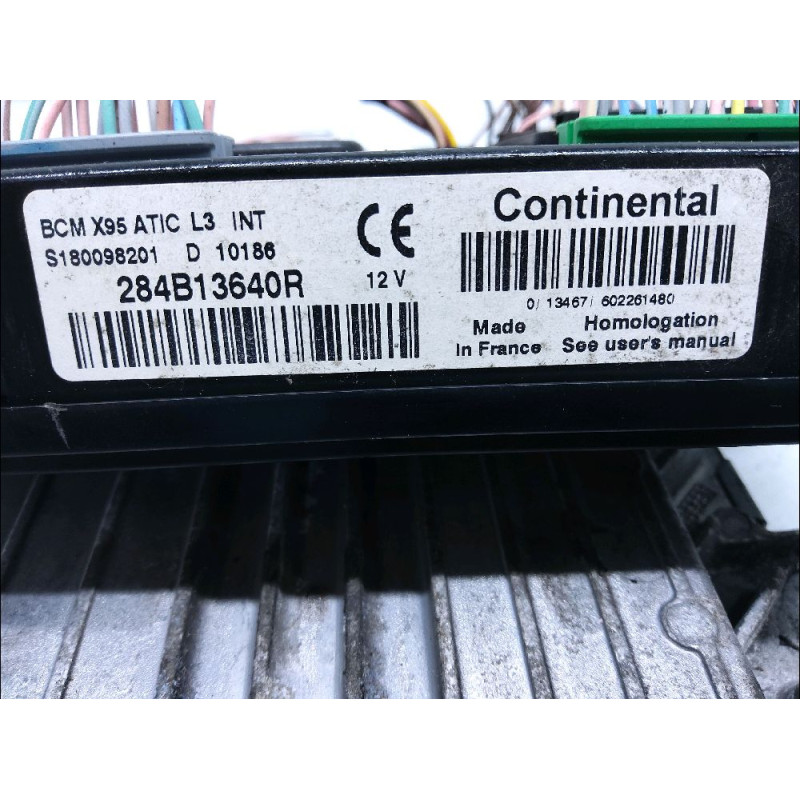 BCM X95 ATIC L3 INT
S180098201 D 10186
284B13640R
CE
12 V
Continental
0/ 13467/ 602261480
Made
In France
Homologation
See user's manual